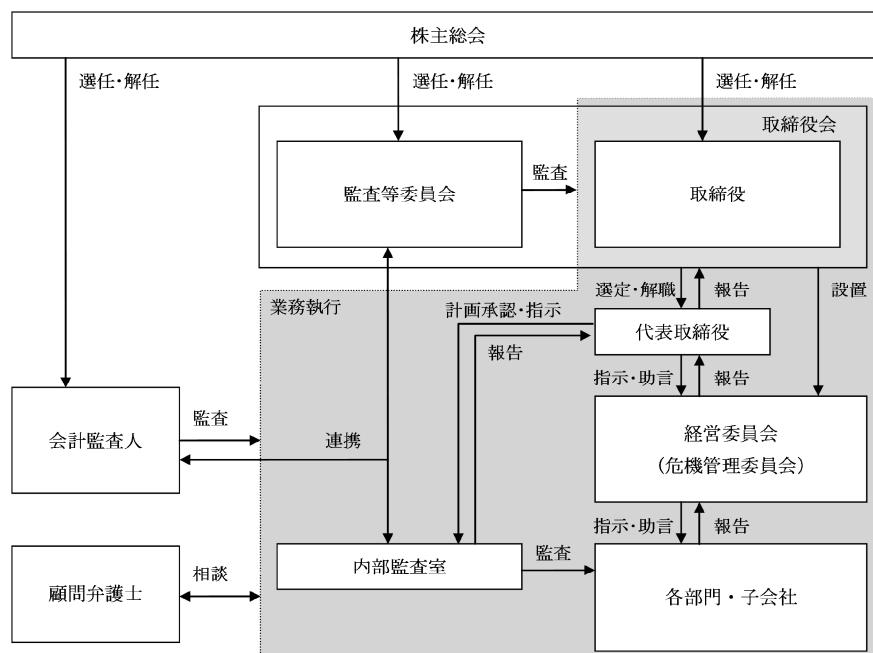 株主総会
選任・解任
選任・解任
選任・解任
取締役会
監査等委員会
監査
取締役
業務執行
選定・解職
報告
設置
計画承認・指示
代表取締役
報告
指示・助言
報告
会計監査人
監査
連携
経営委員会
（危機管理委員会）
指示・助言
報告
顧問弁護士
相談
内部監査室
監査
各部門・子会社